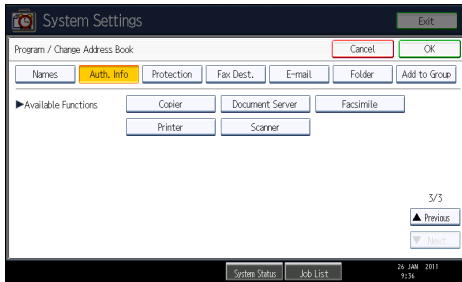 System Settings Exit
Program / Change Address Book Cancel OK
Names Auth. Info Protection Fax Dest. E-mail Folder Add to Group
▶Available Functions Copier Document Server Facsimile
Printer Scanner
3/3
▲ Previous
▼ Next
System Status Job List 26 JAN 2011
9:36